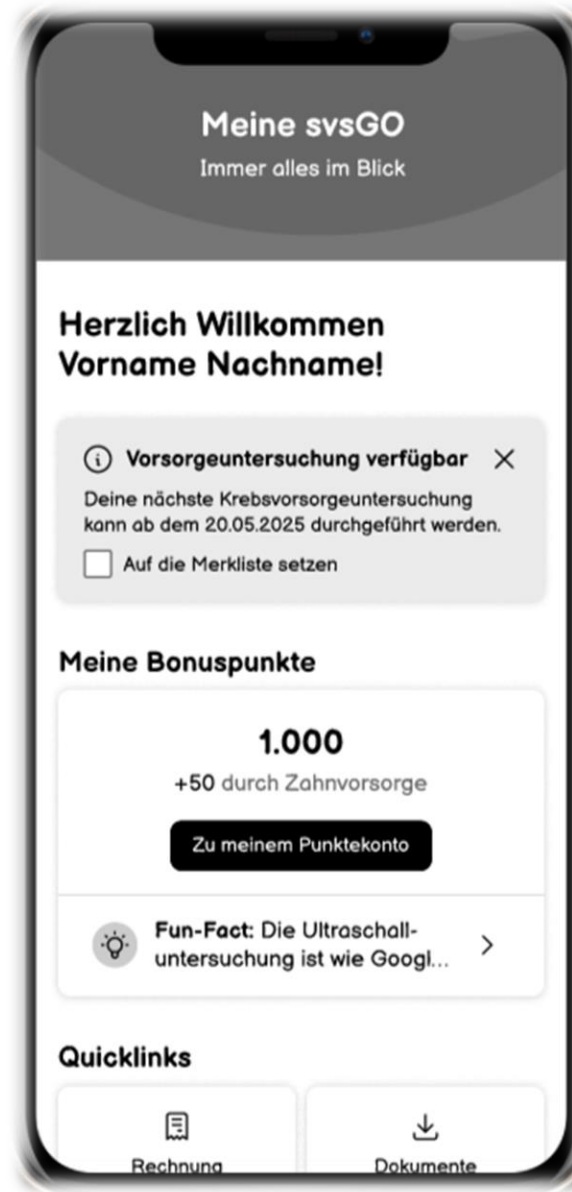 Meine svsGO
Immer alles im Blick
Herzlich Willkommen
Vorname Nachname!
Vorsorgeuntersuchung verfügbar
Deine nächste Krebsvorsorgeuntersuchung
kann ab dem 20.05.2025 durchgeführt werden.
Auf die Merkliste setzen
Meine Bonuspunkte
1.000
+50 durch Zahnvorsorge
Zu meinem Punktekonto
Fun-Fact: Die Ultraschall-
untersuchung ist wie Googl...
Quicklinks
Rechnung
Dokumente